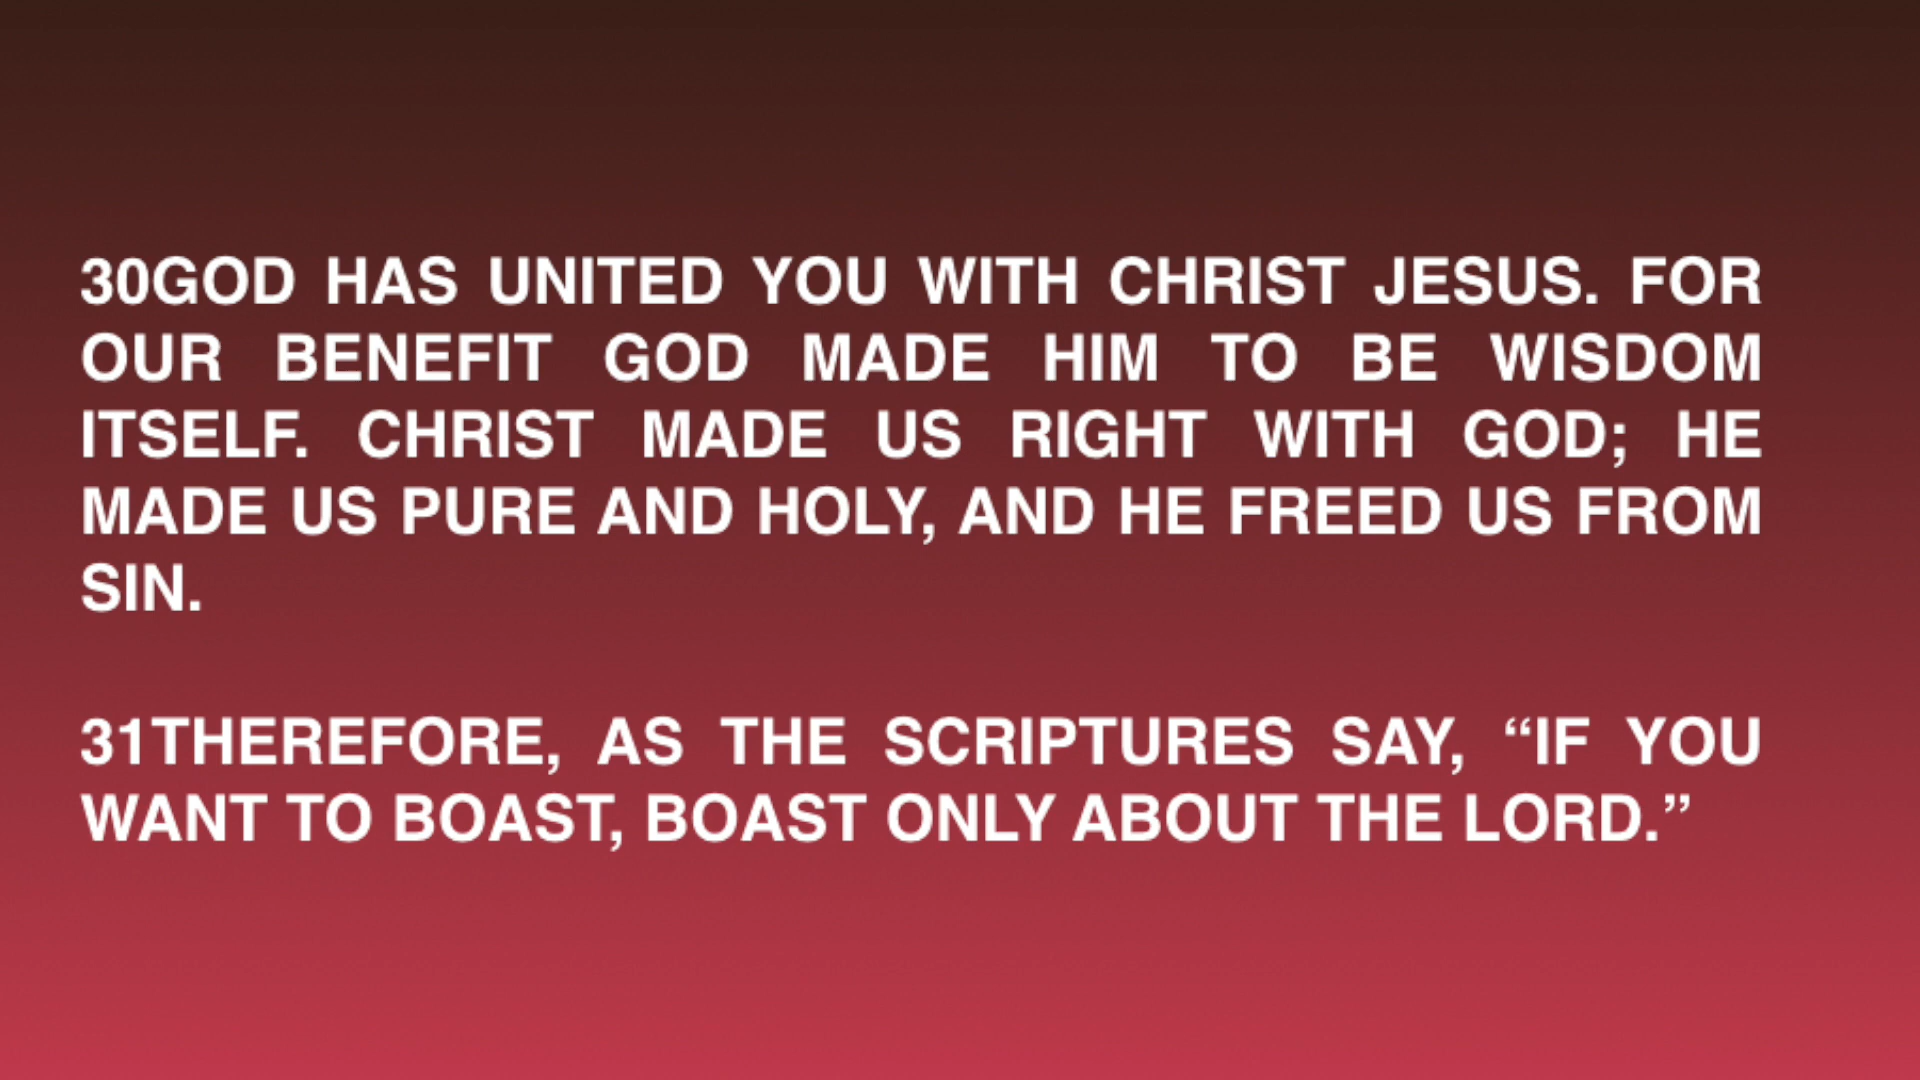 30GOD HAS UNITED YOU WITH CHRIST JESUS. FOR
OUR BENEFIT GOD MADE HIM TO BE WISDOM
ITSELF. CHRIST MADE US RIGHT WITH GOD; HE
MADE US PURE AND HOLY, AND HE FREED US FROM
SIN.
31THEREFORE, AS THE SCRIPTURES SAY, “IF YOU
WANT TO BOAST, BOAST ONLY ABOUT THE LORD.”